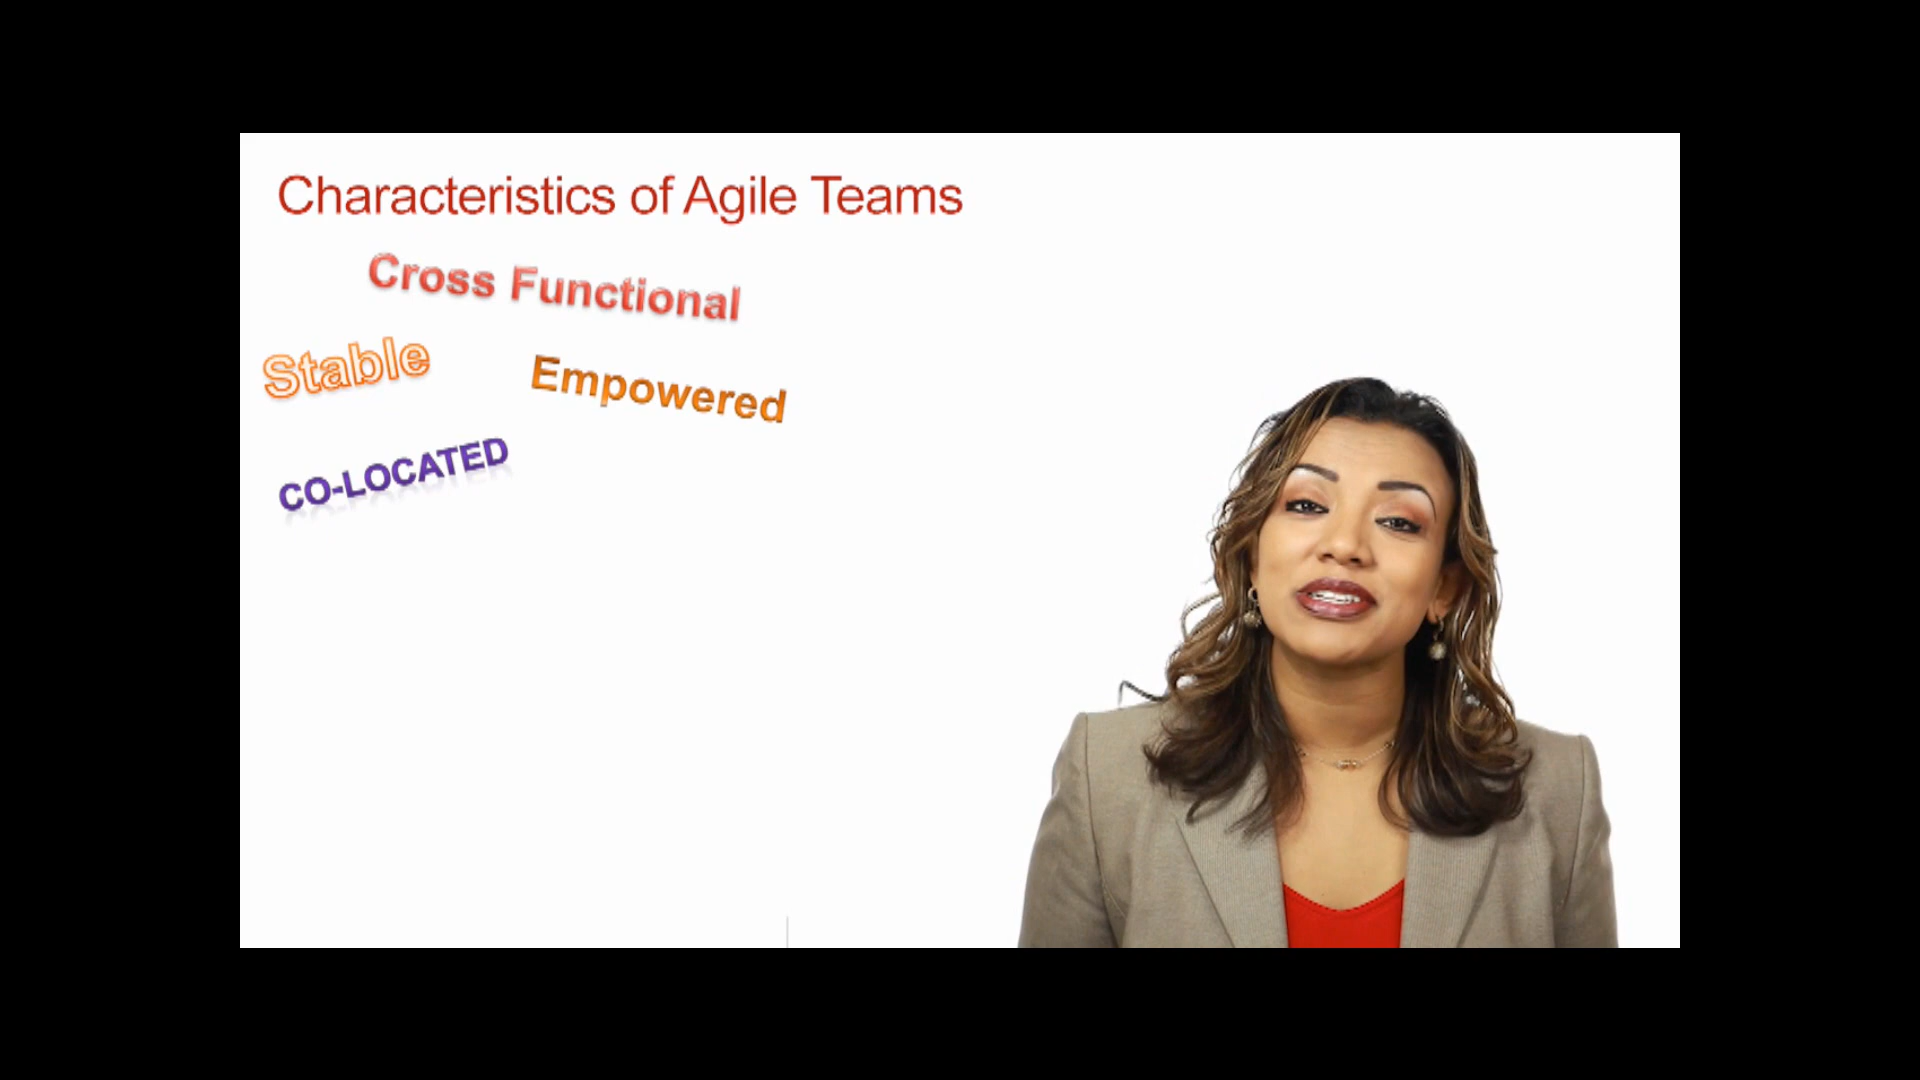 Characteristics of Agile Teams
Cross Functional
Stable
Empowered
CO-LOCATED